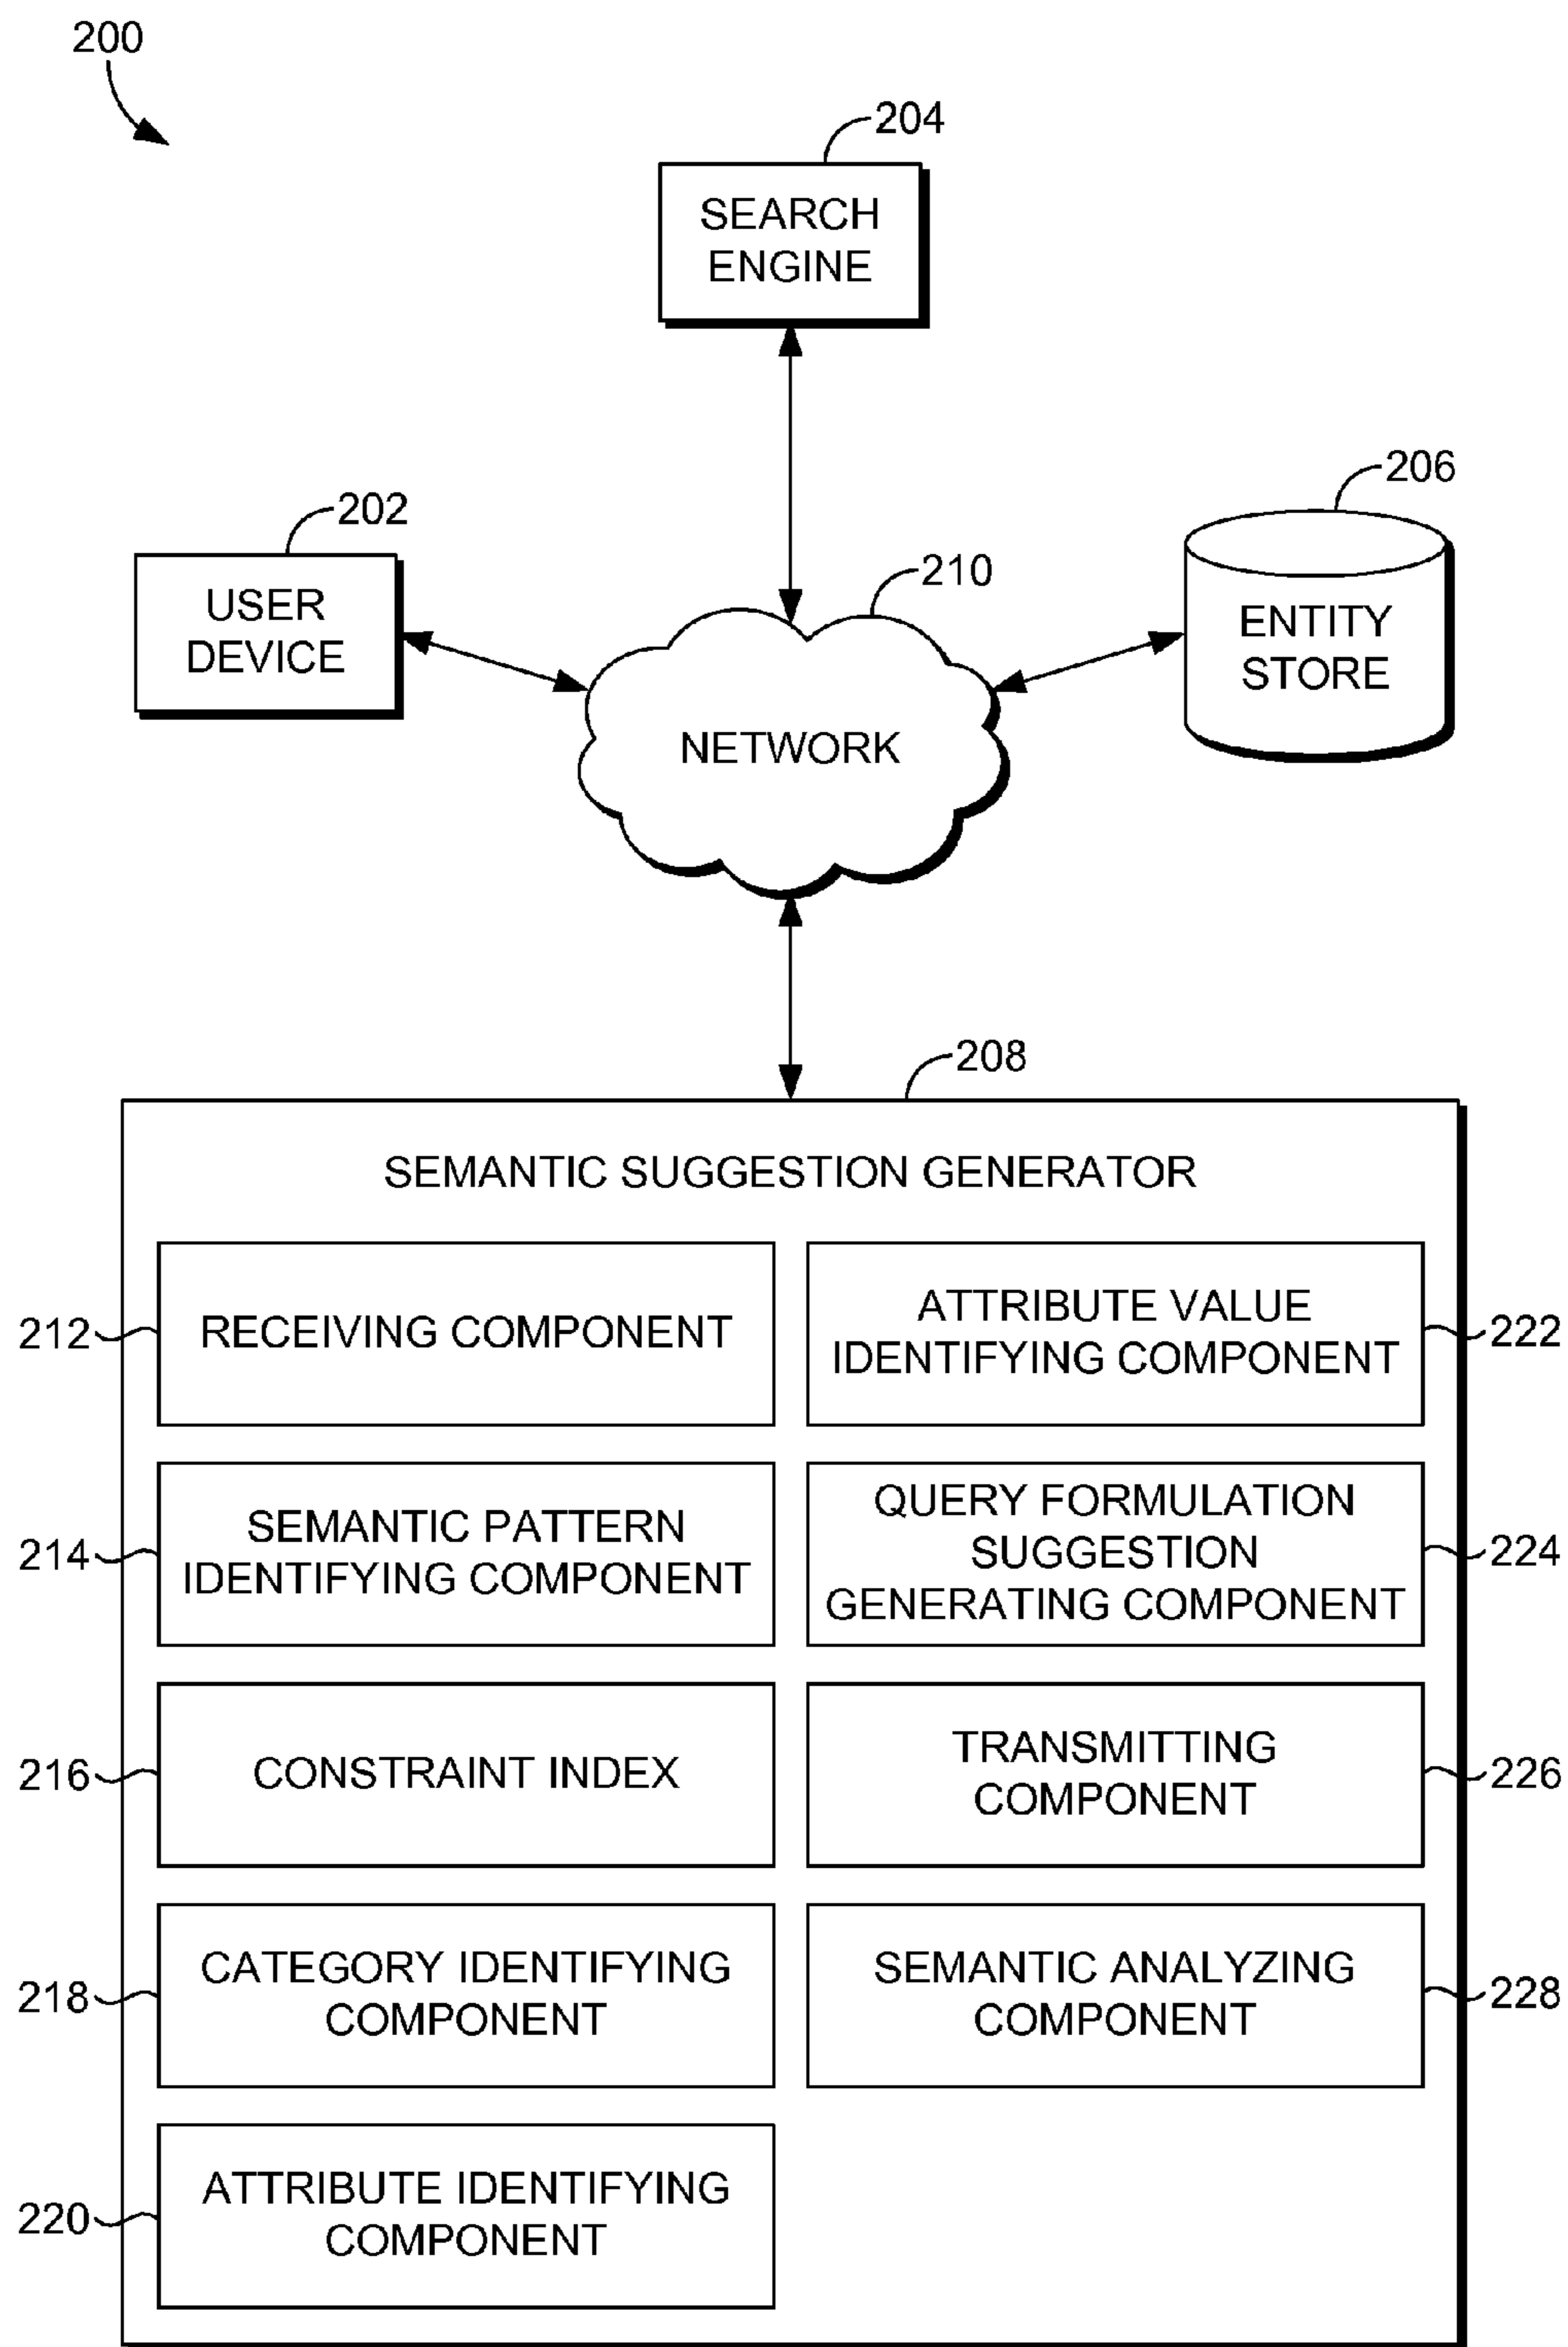 200
204
SEARCH
ENGINE
206
202
210
USER
DEVICE
ENTITY
STORE
NETWORK
208
SEMANTIC SUGGESTION GENERATOR
212
RECEIVING COMPONENT
ATTRIBUTE VALUE
IDENTIFYING COMPONENT
222
214
SEMANTIC PATTERN
IDENTIFYING COMPONENT
QUERY FORMULATION
SUGGESTION
GENERATING COMPONENT
224
216
CONSTRAINT INDEX
TRANSMITTING
COMPONENT
226
218
CATEGORY IDENTIFYING
COMPONENT
SEMANTIC ANALYZING
COMPONENT
228
220
ATTRIBUTE IDENTIFYING
COMPONENT